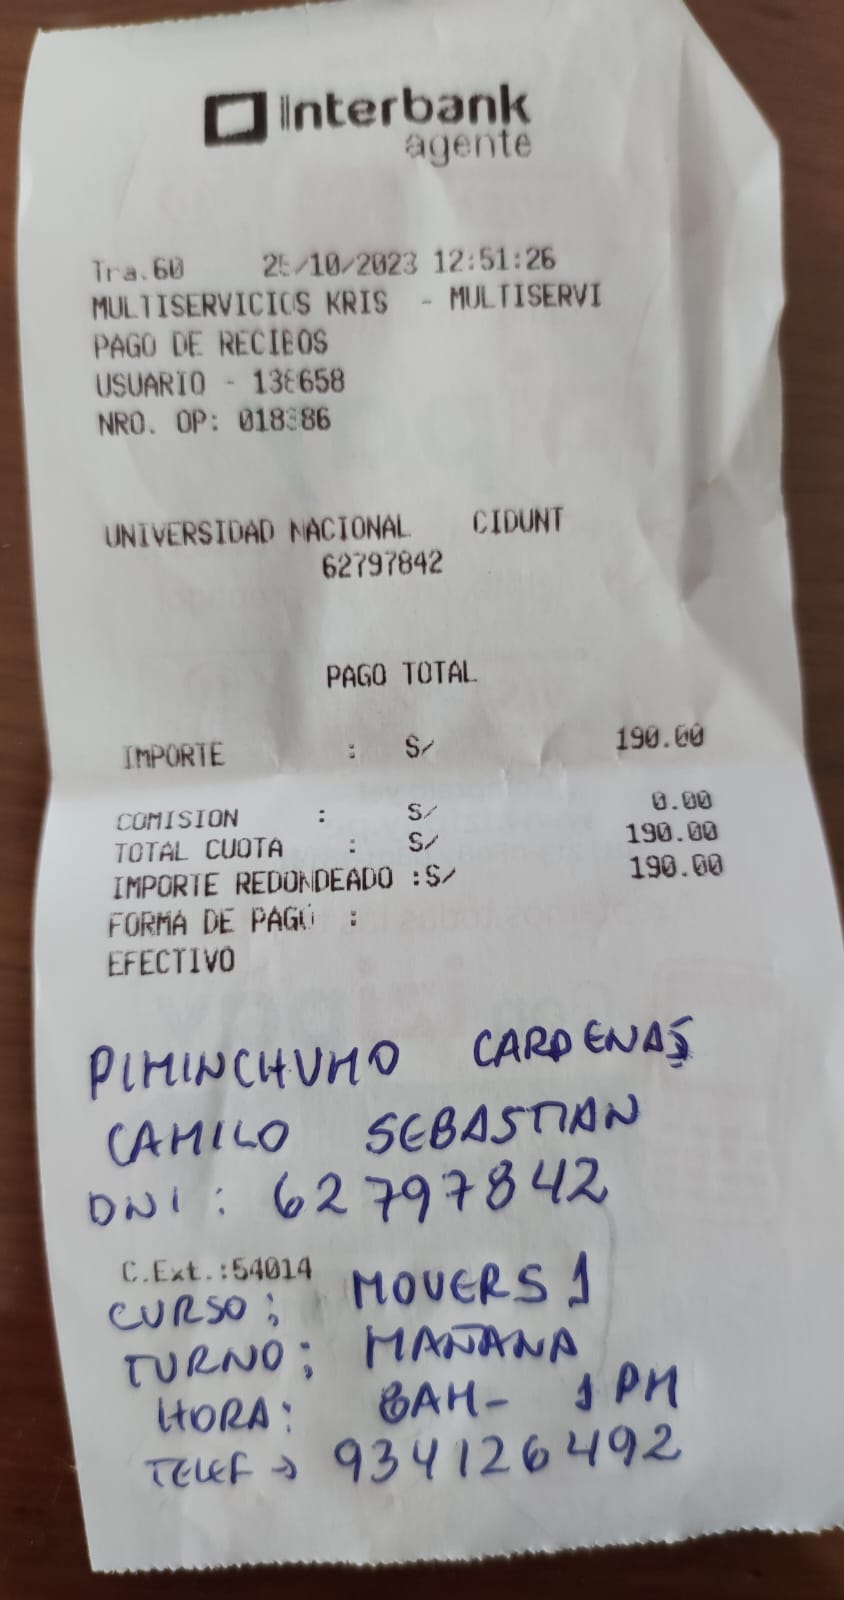 Interbank
agente
Tra.60 25/10/2023 12:51:26
MULTISERVICIOS KRIS - MULTISERVI
PAGO DE RECIBOS
USUARIO - 138658
NRO. OP: 018386
UNIVERSIDAD NACIONAL CIDUNT
62797842
PAGO TOTAL
IMPORTE : S/ 190.00
COMISION : S/ 0.00
TOTAL CUOTA : S/ 190.00
IMPORTE REDONDEADO :S/ 190.00
FORMA DE PAGO :
EFECTIVO
PIMINCHUMO CARDENAS
CAMILO SEBASTIAN
DNI: 62797842
C.Ext.:54014
CURSO: MOVERS 1
TURNO: MAÑANA
HORA: 8AM- 1PM
TELEF → 934126492